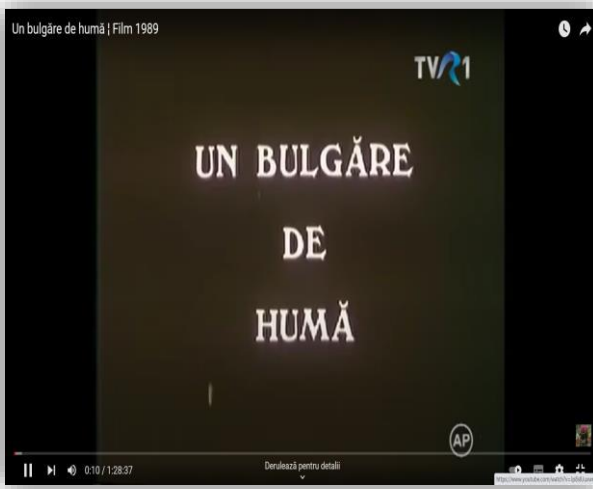 Un bulgăre de humă ¦ Film 1989
TVR1
UN BULGĂRE
DE
HUMĂ
AP
0:10 / 1:28:37
Derulează pentru detalii